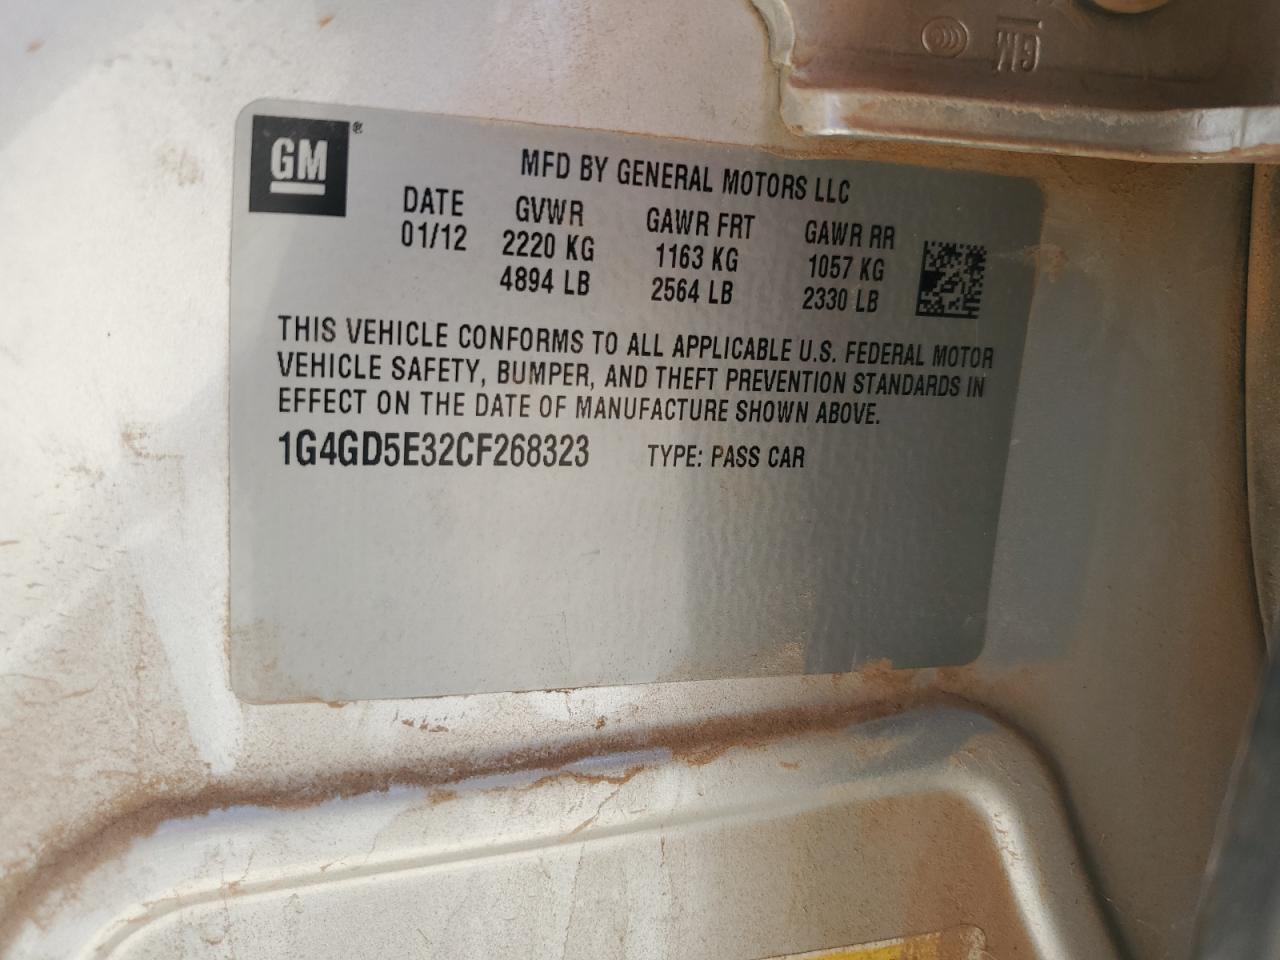 GM®
MFD BY GENERAL MOTORS LLC
DATE GVWR GAWR FRT GAWR RR
01/12 2220 KG 1163 KG 1057 KG
4894 LB 2564 LB 2330 LB
THIS VEHICLE CONFORMS TO ALL APPLICABLE U.S. FEDERAL MOTOR
VEHICLE SAFETY, BUMPER, AND THEFT PREVENTION STANDARDS IN
EFFECT ON THE DATE OF MANUFACTURE SHOWN ABOVE.
1G4GD5E32CF268323 TYPE: PASS CAR